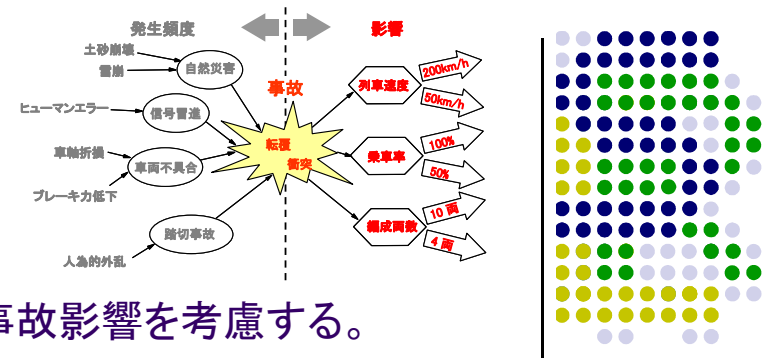 発生頻度
影響
土砂崩壊
雪崩
自然災害
事故
列車速度
200km/h
50km/h
ヒューマンエラー
信号冒進
転覆
衝突
乗車率
100%
50%
車軸折損
車両不具合
ブレーキ力低下
編成両数
10 両
4 両
踏切事故
人為的外乱
事故影響を考慮する。